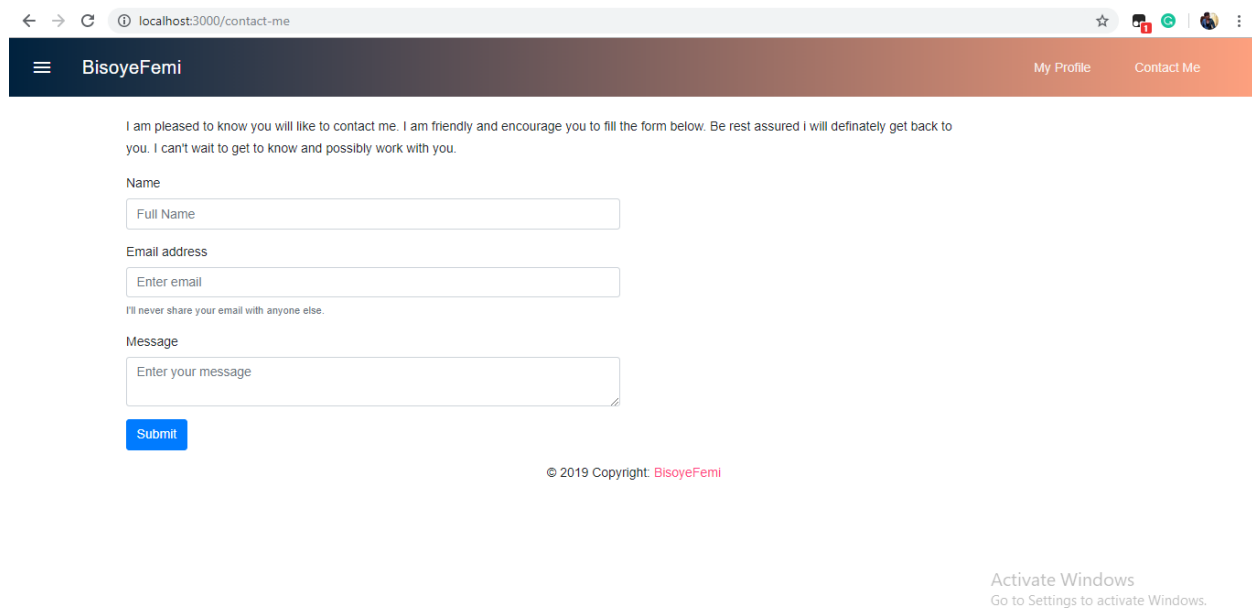 localhost:3000/contact-me
1
G
BisoyeFemi
My Profile
Contact Me
I am pleased to know you will like to contact me. I am friendly and encourage you to fill the form below. Be rest assured i will definately get back to
you. I can't wait to get to know and possibly work with you.
Name
Full Name
Email address
Enter email
I'll never share your email with anyone else.
Message
Enter your message
Submit
© 2019 Copyright: BisoyeFemi
Activate Windows
Go to Settings to activate Windows.